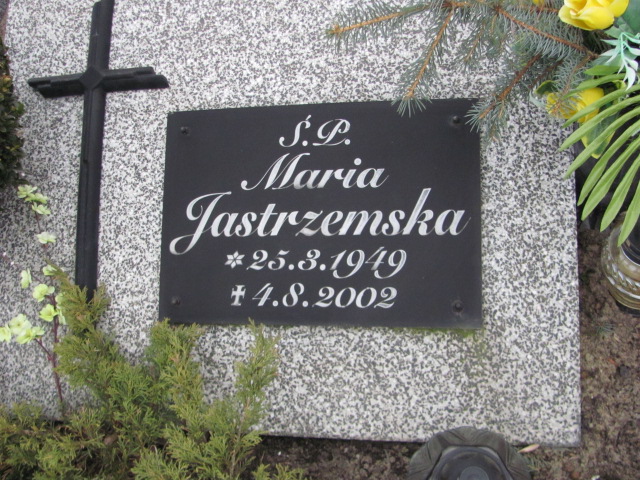 Ś.P.
Maria
Jastrzemska
* 25.3.1949
✝ 4.8.2002